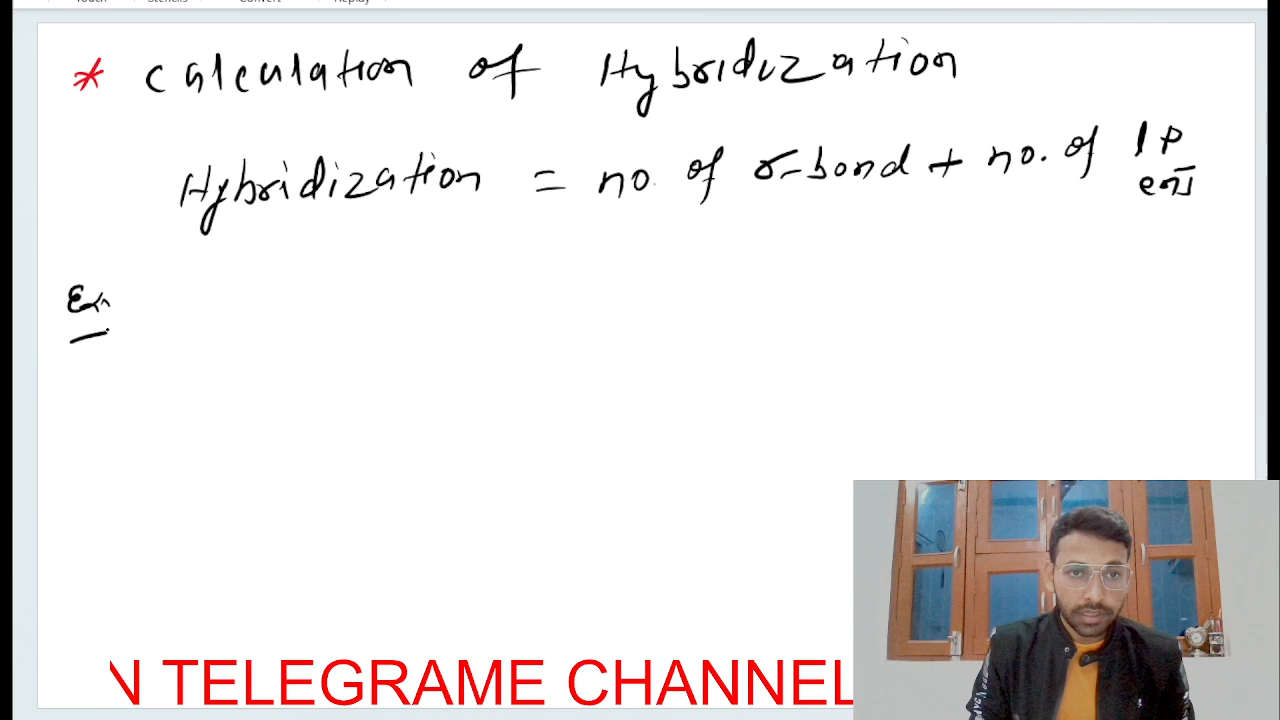 Touch Stencils Convert Replay
* Calculation of Hybridization
Hybridization = no. of σ-bond + no. of lp
Ex
N TELEGRAME CHANNEL